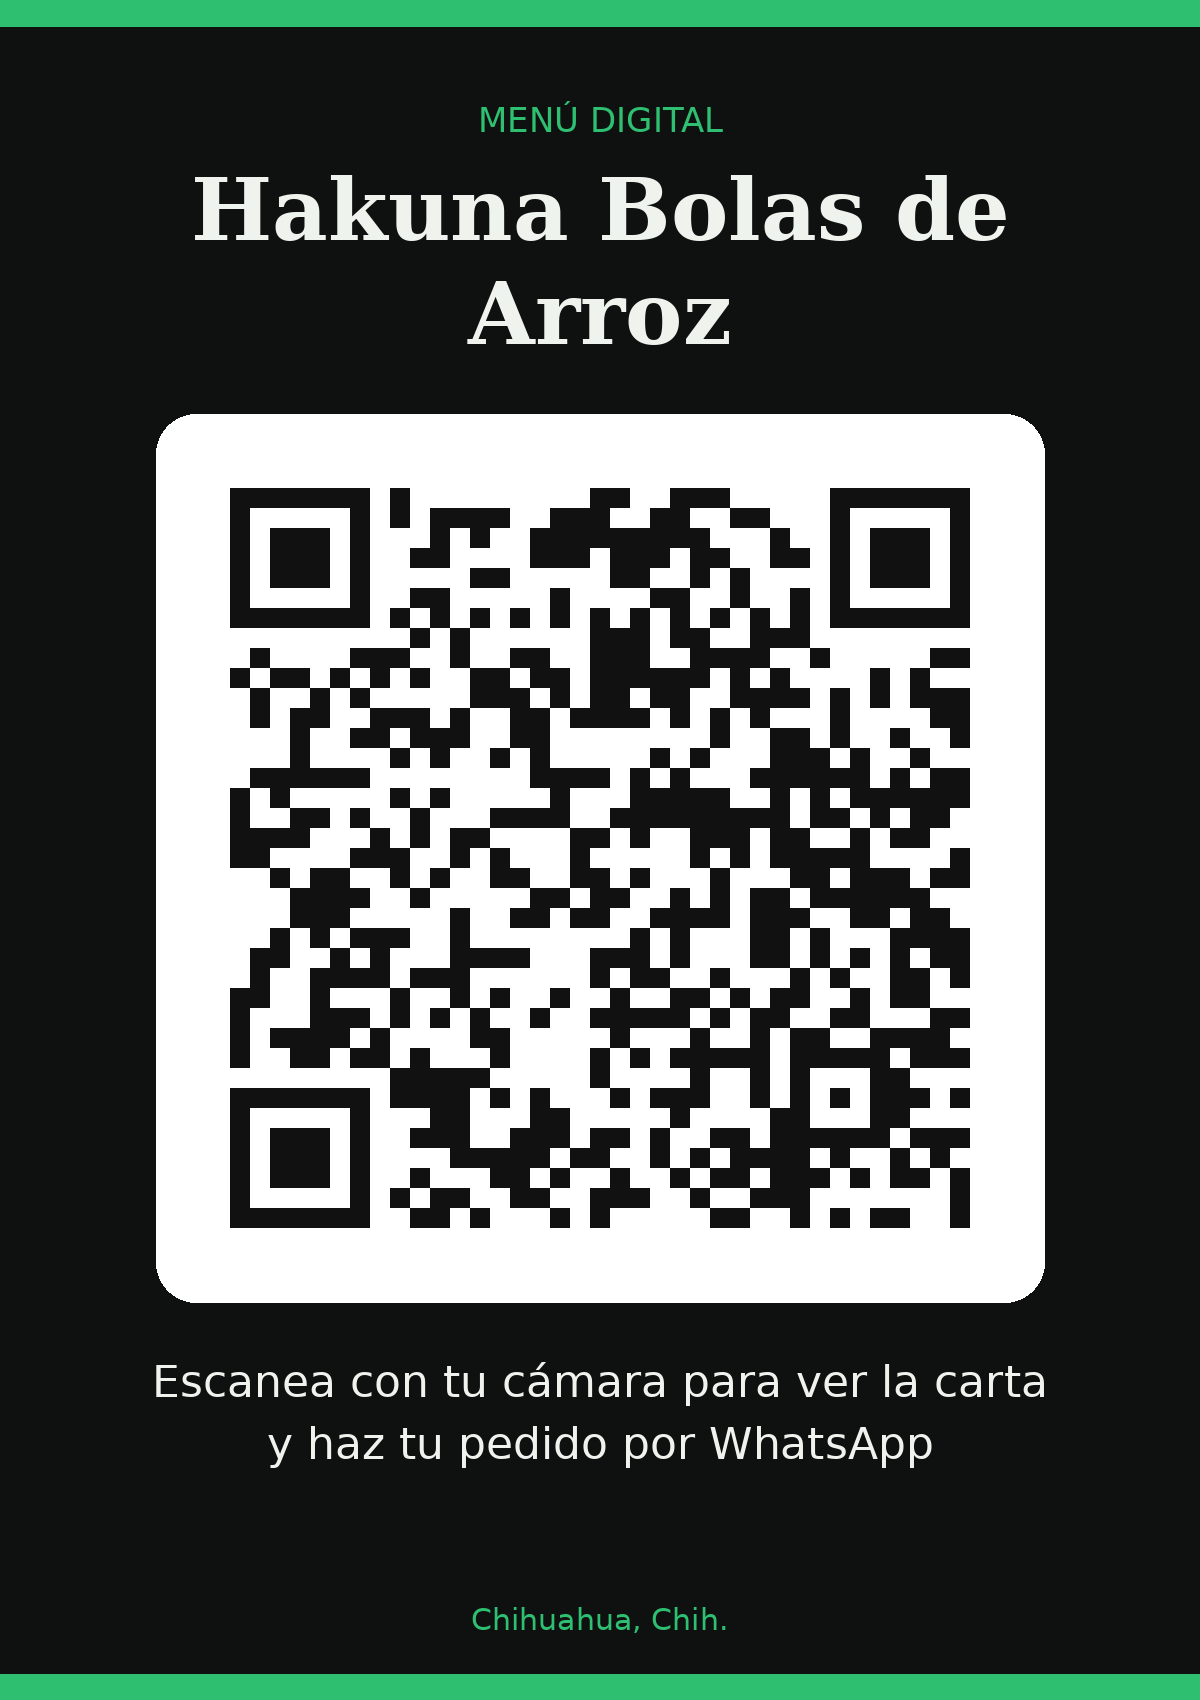 MENÚ DIGITAL
Hakuna Bolas de
Arroz
Escanea con tu cámara para ver la carta
y haz tu pedido por WhatsApp
Chihuahua, Chih.